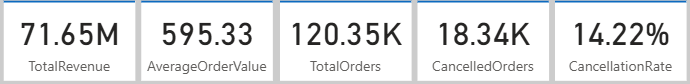 71.65M
TotalRevenue
595.33
AverageOrderValue
120.35K
TotalOrders
18.34K
CancelledOrders
14.22%
CancellationRate